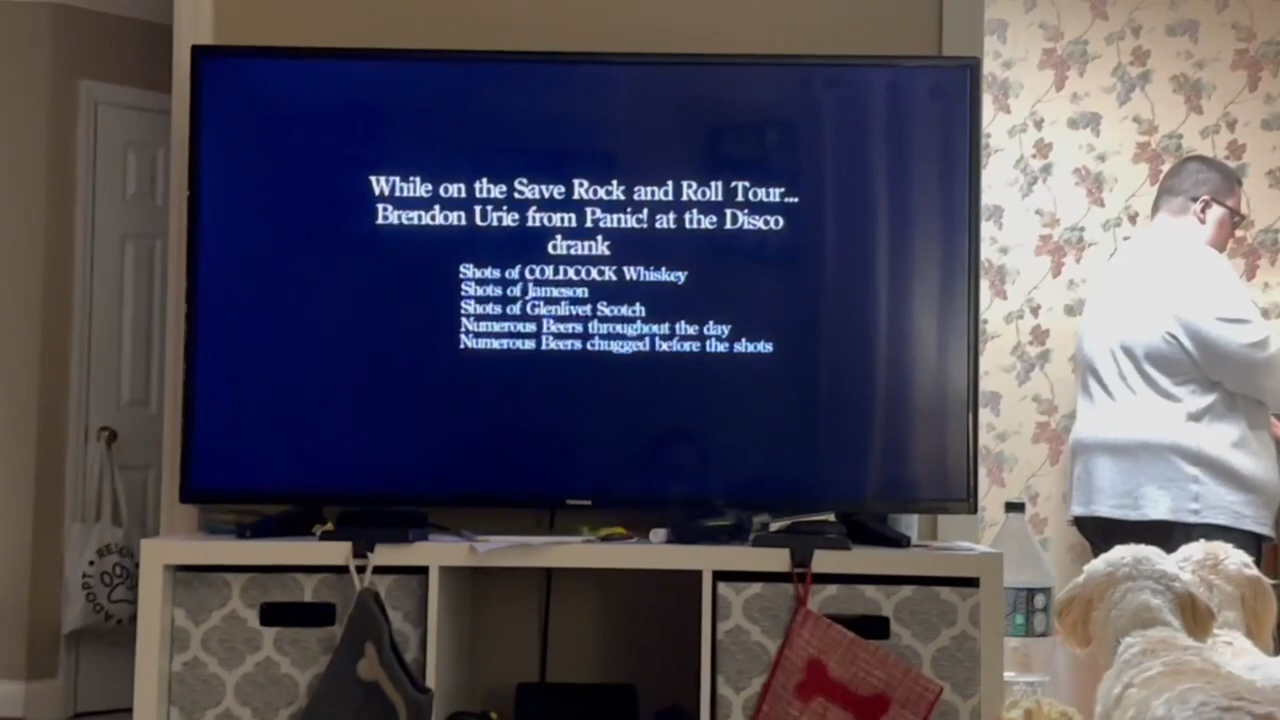 While on the Save Rock and Roll Tour...
Brendon Urie from Panic! at the Disco
drank
Shots of COLDCOCK Whiskey
Shots of Jameson
Shots of Glenlivet Scotch
Numerous Beers throughout the day
Numerous Beers chugged before the shots
TOSHIBA
ADOPT